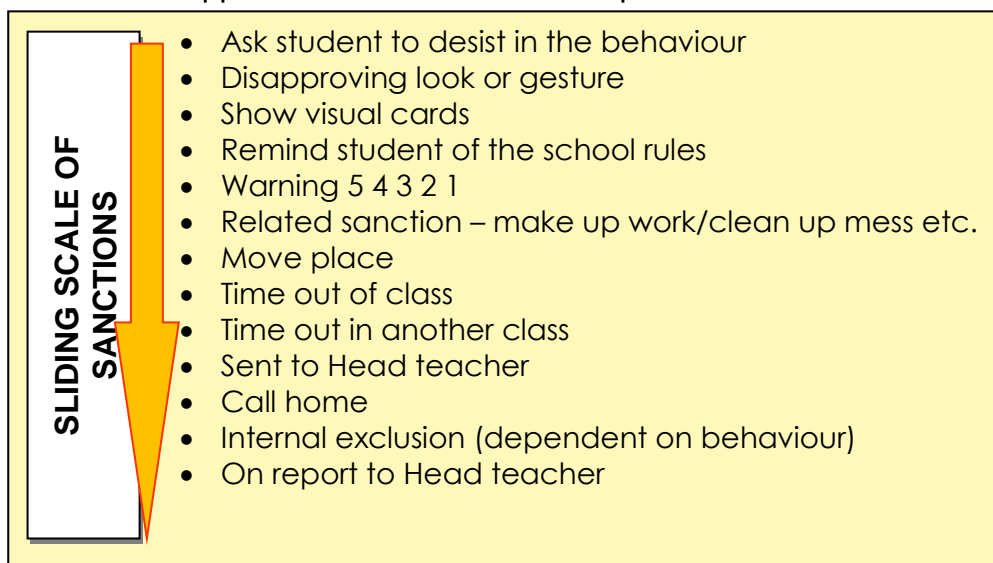 SLIDING SCALE OF
SANCTIONS
• Ask student to desist in the behaviour
• Disapproving look or gesture
• Show visual cards
• Remind student of the school rules
• Warning 5 4 3 2 1
• Related sanction – make up work/clean up mess etc.
• Move place
• Time out of class
• Time out in another class
• Sent to Head teacher
• Call home
• Internal exclusion (dependent on behaviour)
• On report to Head teacher